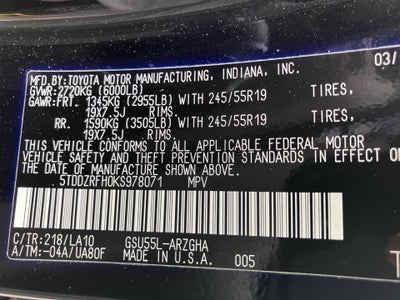 03/
MFD. BY: TOYOTA MOTOR MANUFACTURING, INDIANA, INC.
GVWR: 2720KG (6000LB)
GAWR: FRT. 1345KG (2955LB) WITH 245/55R19 TIRES,
19X7.5J RIMS
RR. 1590KG (3505LB) WITH 245/55R19 TIRES,
19X7.5J RIMS.
THIS VEHICLE CONFORMS TO ALL APPLICABLE FEDERAL MOTOR
VEHICLE SAFETY AND THEFT PREVENTION STANDARDS IN EFFECT ON
THE DATE OF MANUFACTURE SHOWN ABOVE.
5TDDZRFH0KS978071 MPV
C/TR: 218/LA10 GSU55L-ARZGHA
A/TM: -04A/UA80F MADE IN U.S.A. 005